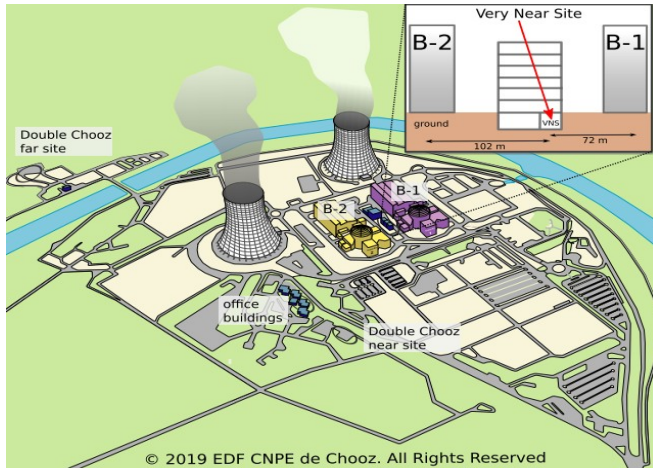 Very Near Site
B-2
B-1
ground
VNS
102 m
72 m
Double Chooz
far site
B-1
B-2
office
buildings
Double Chooz
near site
© 2019 EDF CNPE de Chooz. All Rights Reserved